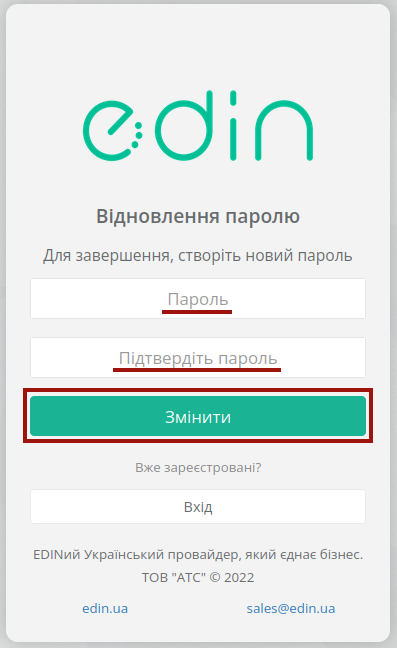 edin
Відновлення паролю
Для завершення, створіть новий пароль
Пароль
Підтвердіть пароль
Змінити
Вже зареєстровані?
Вхід
EDINий Український провайдер, який єднає бізнес.
ТОВ "АТС" © 2022
edin.ua sales@edin.ua